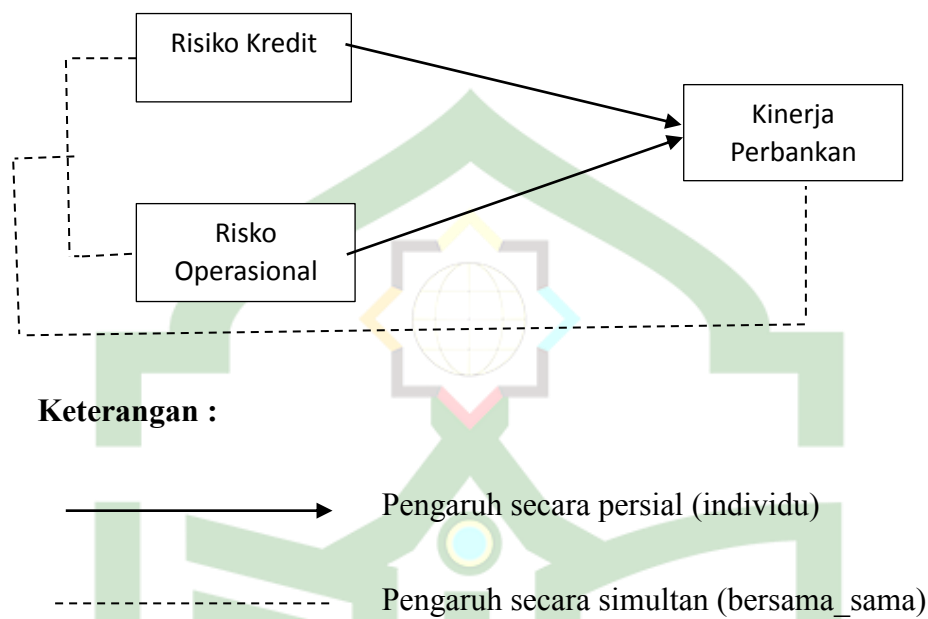 Risiko Kredit
Kinerja
Perbankan
Risko
Operasional
Keterangan :
Pengaruh secara persial (individu)
Pengaruh secara simultan (bersama_sama)